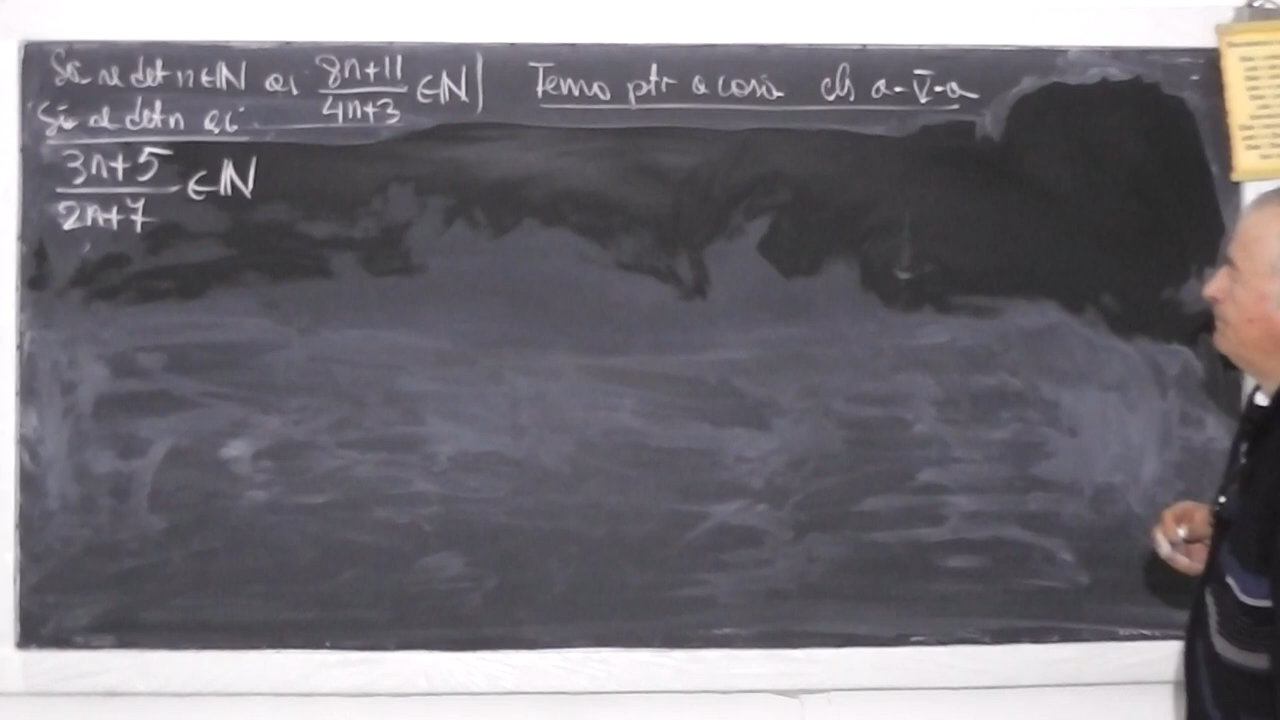 Să se det n∈ℕ a.i. 8n+11/4n+3 ∈ℕ
Să se det n a.i.
3n+5/2n+7 ∈ℕ
Tema ptr acasă cls a-V-a